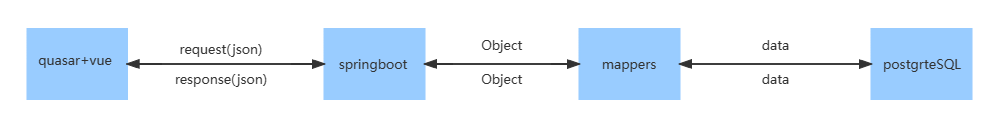 quasar+vue
request(json)
response(json)
springboot
Object
Object
mappers
data
data
postgrteSQL